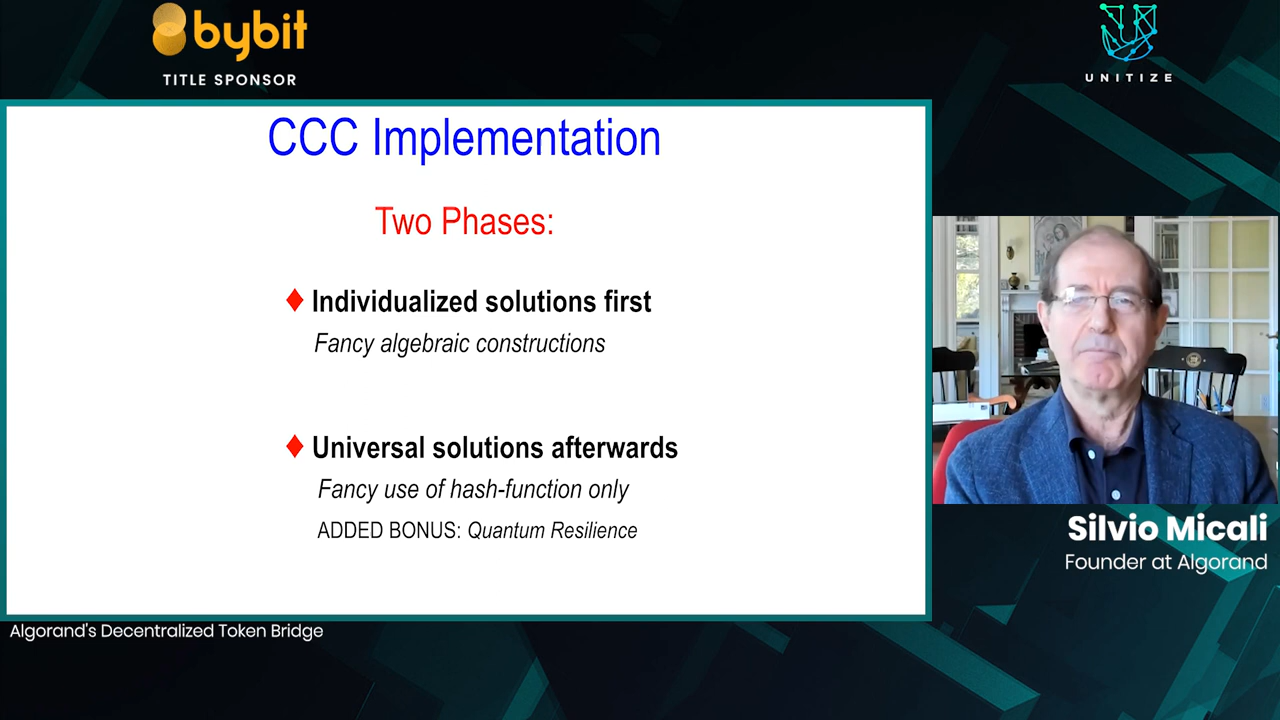 bybit
TITLE SPONSOR
UNITIZE
CCC Implementation
Two Phases:
Individualized solutions first
Fancy algebraic constructions
Universal solutions afterwards
Fancy use of hash-function only
ADDED BONUS: Quantum Resilience
Silvio Micali
Founder at Algorand
Algorand's Decentralized Token Bridge